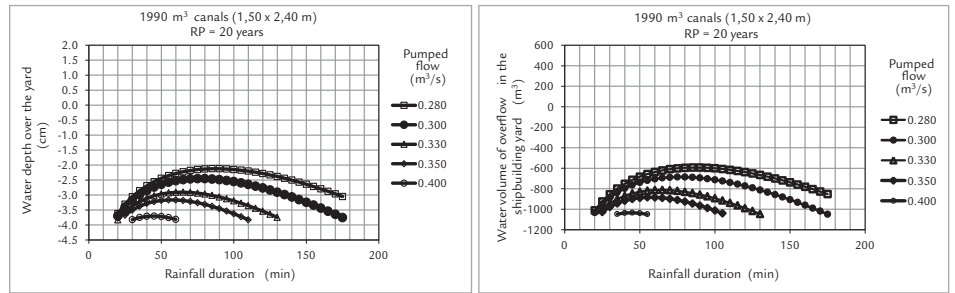 1990 m³ canals (1,50 x 2,40 m)
RP = 20 years
Water depth over the yard
(cm)
2.0
1.5
1.0
0.5
0.0
-0.5
-1.0
-1.5
-2.0
-2.5
-3.0
-3.5
-4.0
-4.5
0
50
100
150
200
Rainfall duration (min)
Pumped
flow
(m³/s)
0.280
0.300
0.330
0.350
0.400
1990 m³ canals (1,50 x 2,40 m)
RP = 20 years
Water volume of overflow in the
shipbuilding yard (m³)
600
400
200
0
-200
-400
-600
-800
-1000
-1200
0
50
100
150
200
Rainfall duration (min)
Pumped
flow
(m³/s)
0.280
0.300
0.330
0.350
0.400